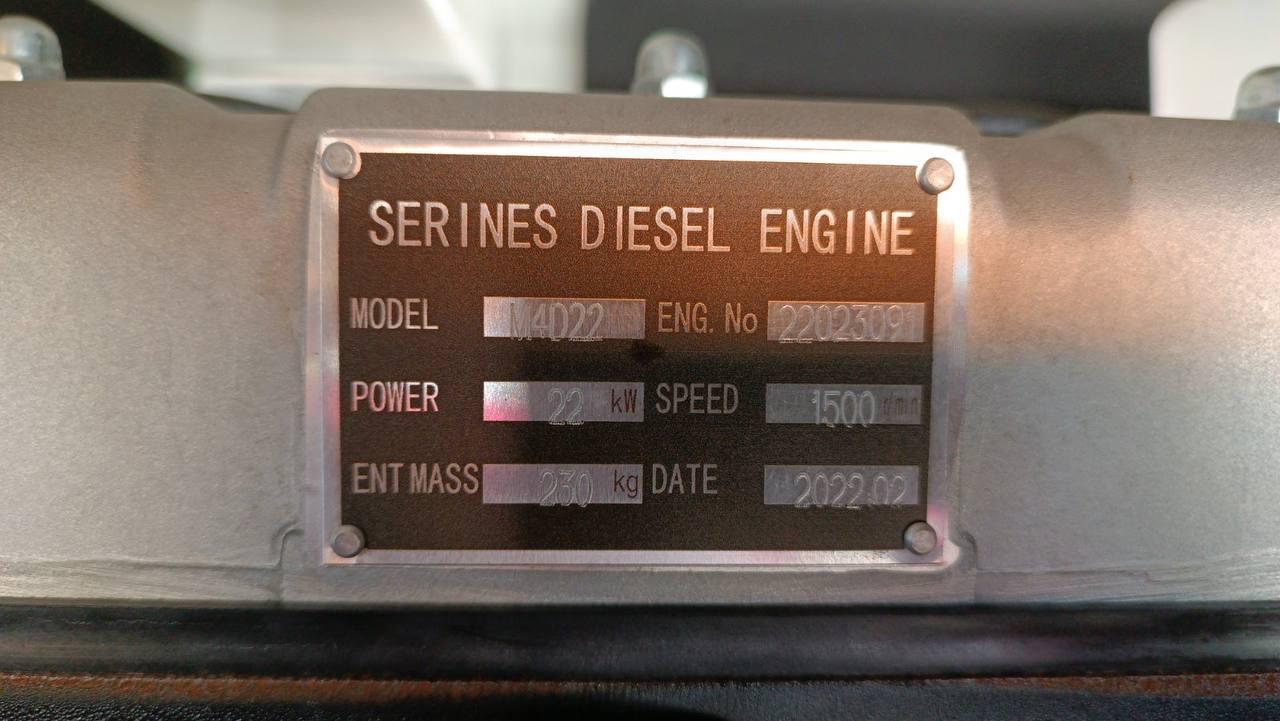 SERINES DIESEL ENGINE
MODEL M4D22 ENG. No 22023091
POWER 22 kW SPEED 1500 r/min
ENT MASS 230 kg DATE 2022.02